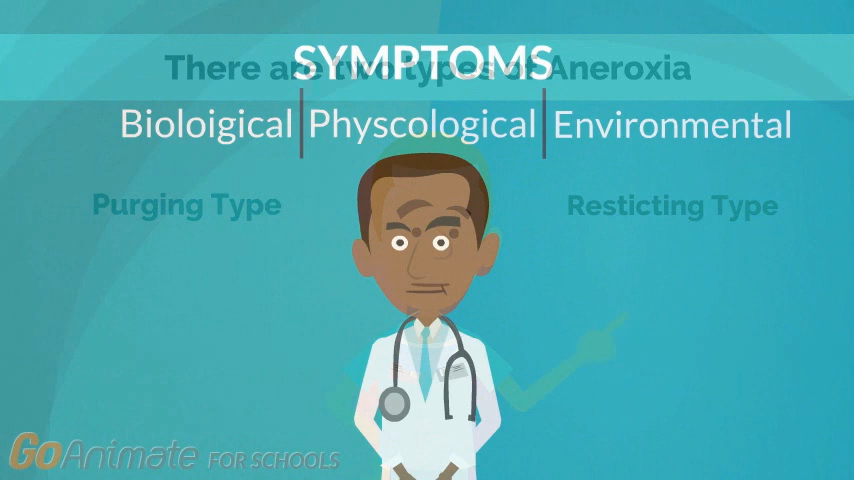 SYMPTOMS
There are two types of Aneroxia
Bioloigical Physcological Environmental
Purging Type
Resticting Type
GoAnimate FOR SCHOOLS